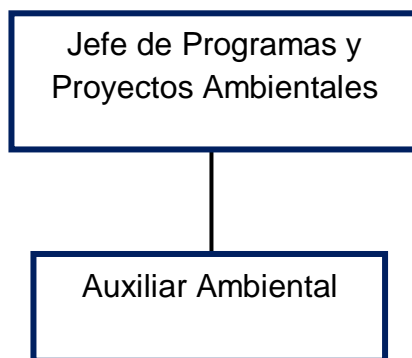 Jefe de Programas y
Proyectos Ambientales
Auxiliar Ambiental